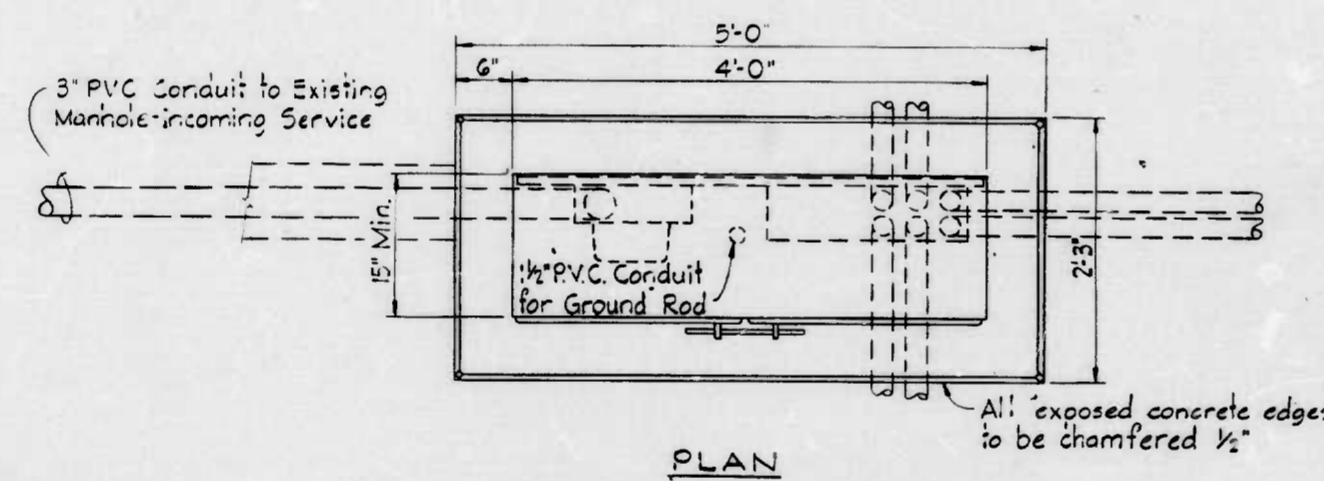 5'-0"
6"
4'-0"
3" PVC Conduit to Existing
Manhole-incoming Service
15" Min.
2'-3"
1½" P.V.C. Conduit
for Ground Rod
All exposed concrete edges
to be chamfered ½"
PLAN